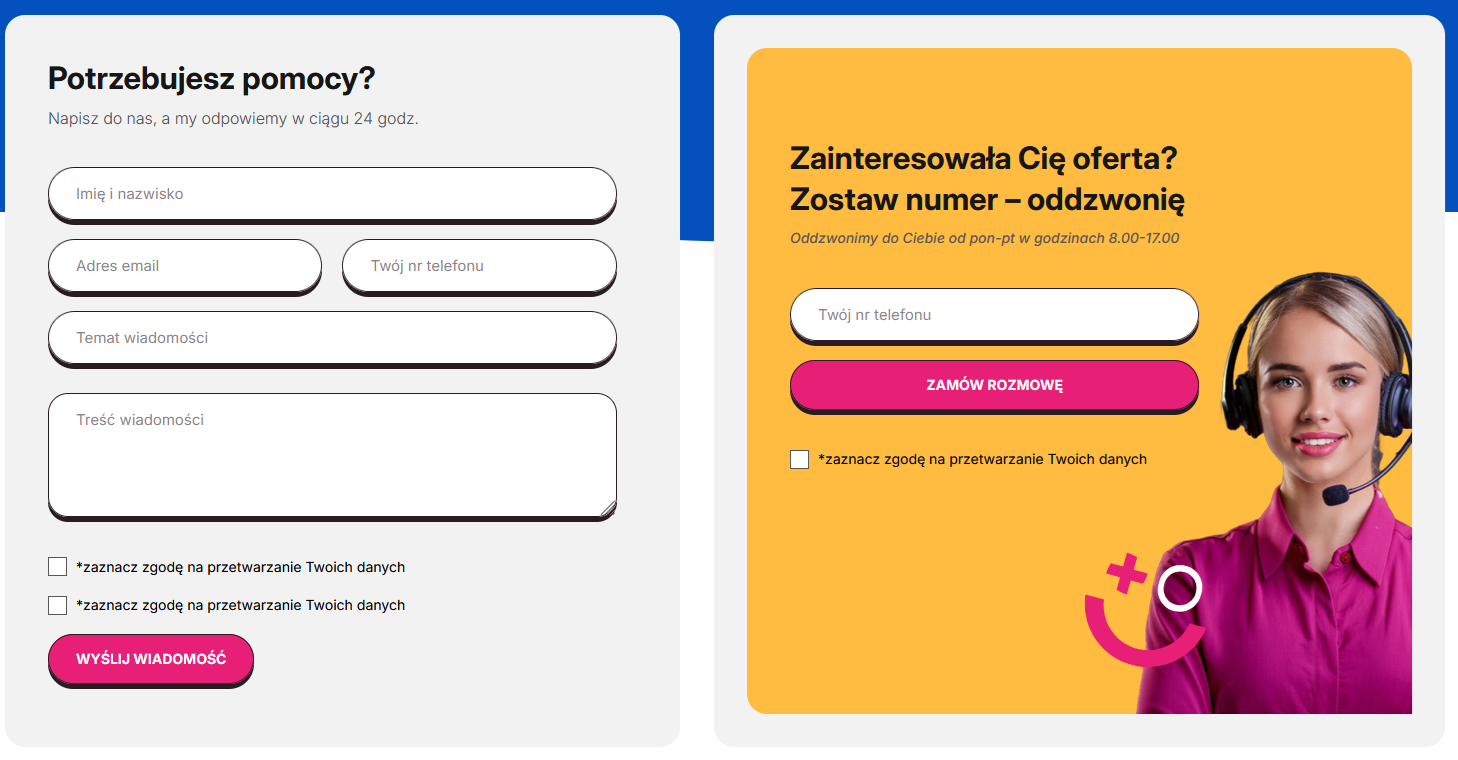 Potrzebujesz pomocy?
Napisz do nas, a my odpowiemy w ciągu 24 godz.
Imię i nazwisko
Adres email
Twój nr telefonu
Temat wiadomości
Treść wiadomości
*zaznacz zgodę na przetwarzanie Twoich danych
*zaznacz zgodę na przetwarzanie Twoich danych
WYŚLIJ WIADOMOŚĆ
Zainteresowała Cię oferta?
Zostaw numer – oddzwonię
Oddzwonimy do Ciebie od pon-pt w godzinach 8.00-17.00
Twój nr telefonu
ZAMÓW ROZMOWĘ
*zaznacz zgodę na przetwarzanie Twoich danych